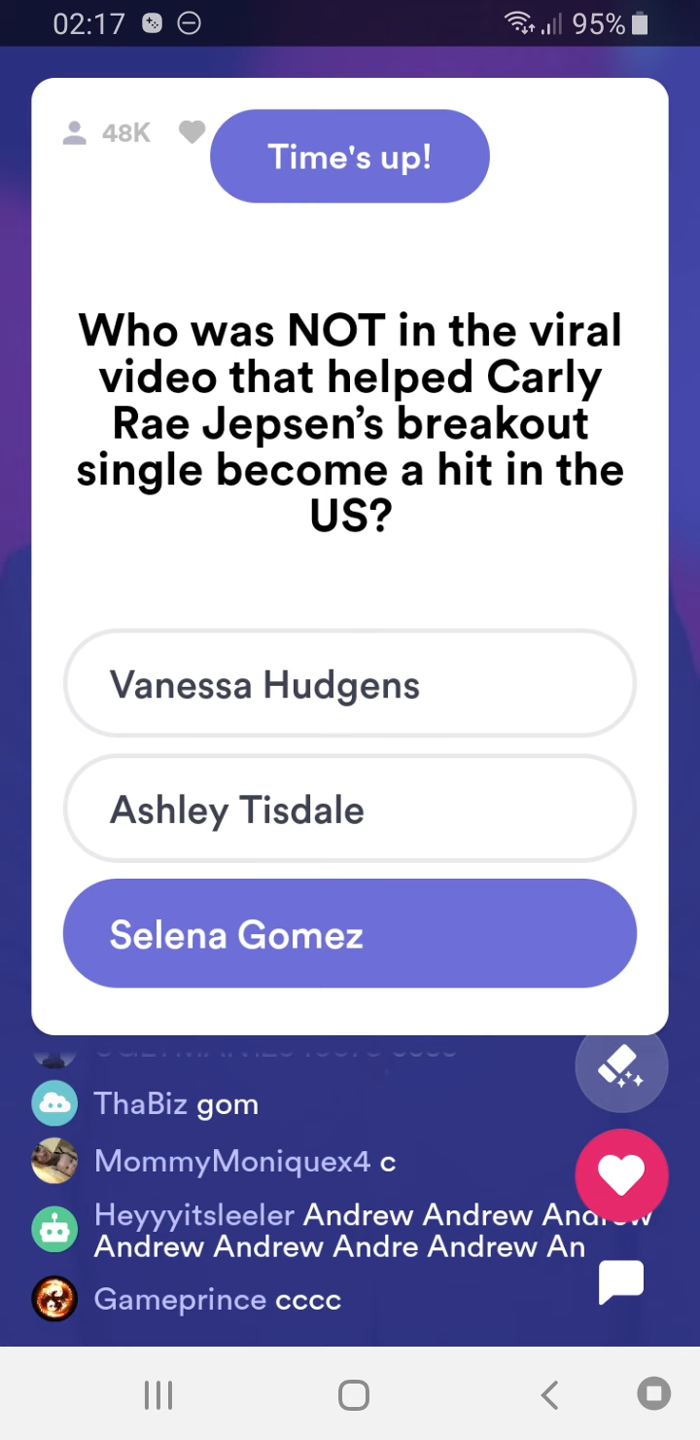 02:17 95%
48K
Time's up!
Who was NOT in the viral
video that helped Carly
Rae Jepsen’s breakout
single become a hit in the
US?
Vanessa Hudgens
Ashley Tisdale
Selena Gomez
ThaBiz gom
MommyMoniquex4 c
Heyyyitsleeler Andrew Andrew Andrew
Andrew Andrew Andre Andrew An
Gameprince cccc